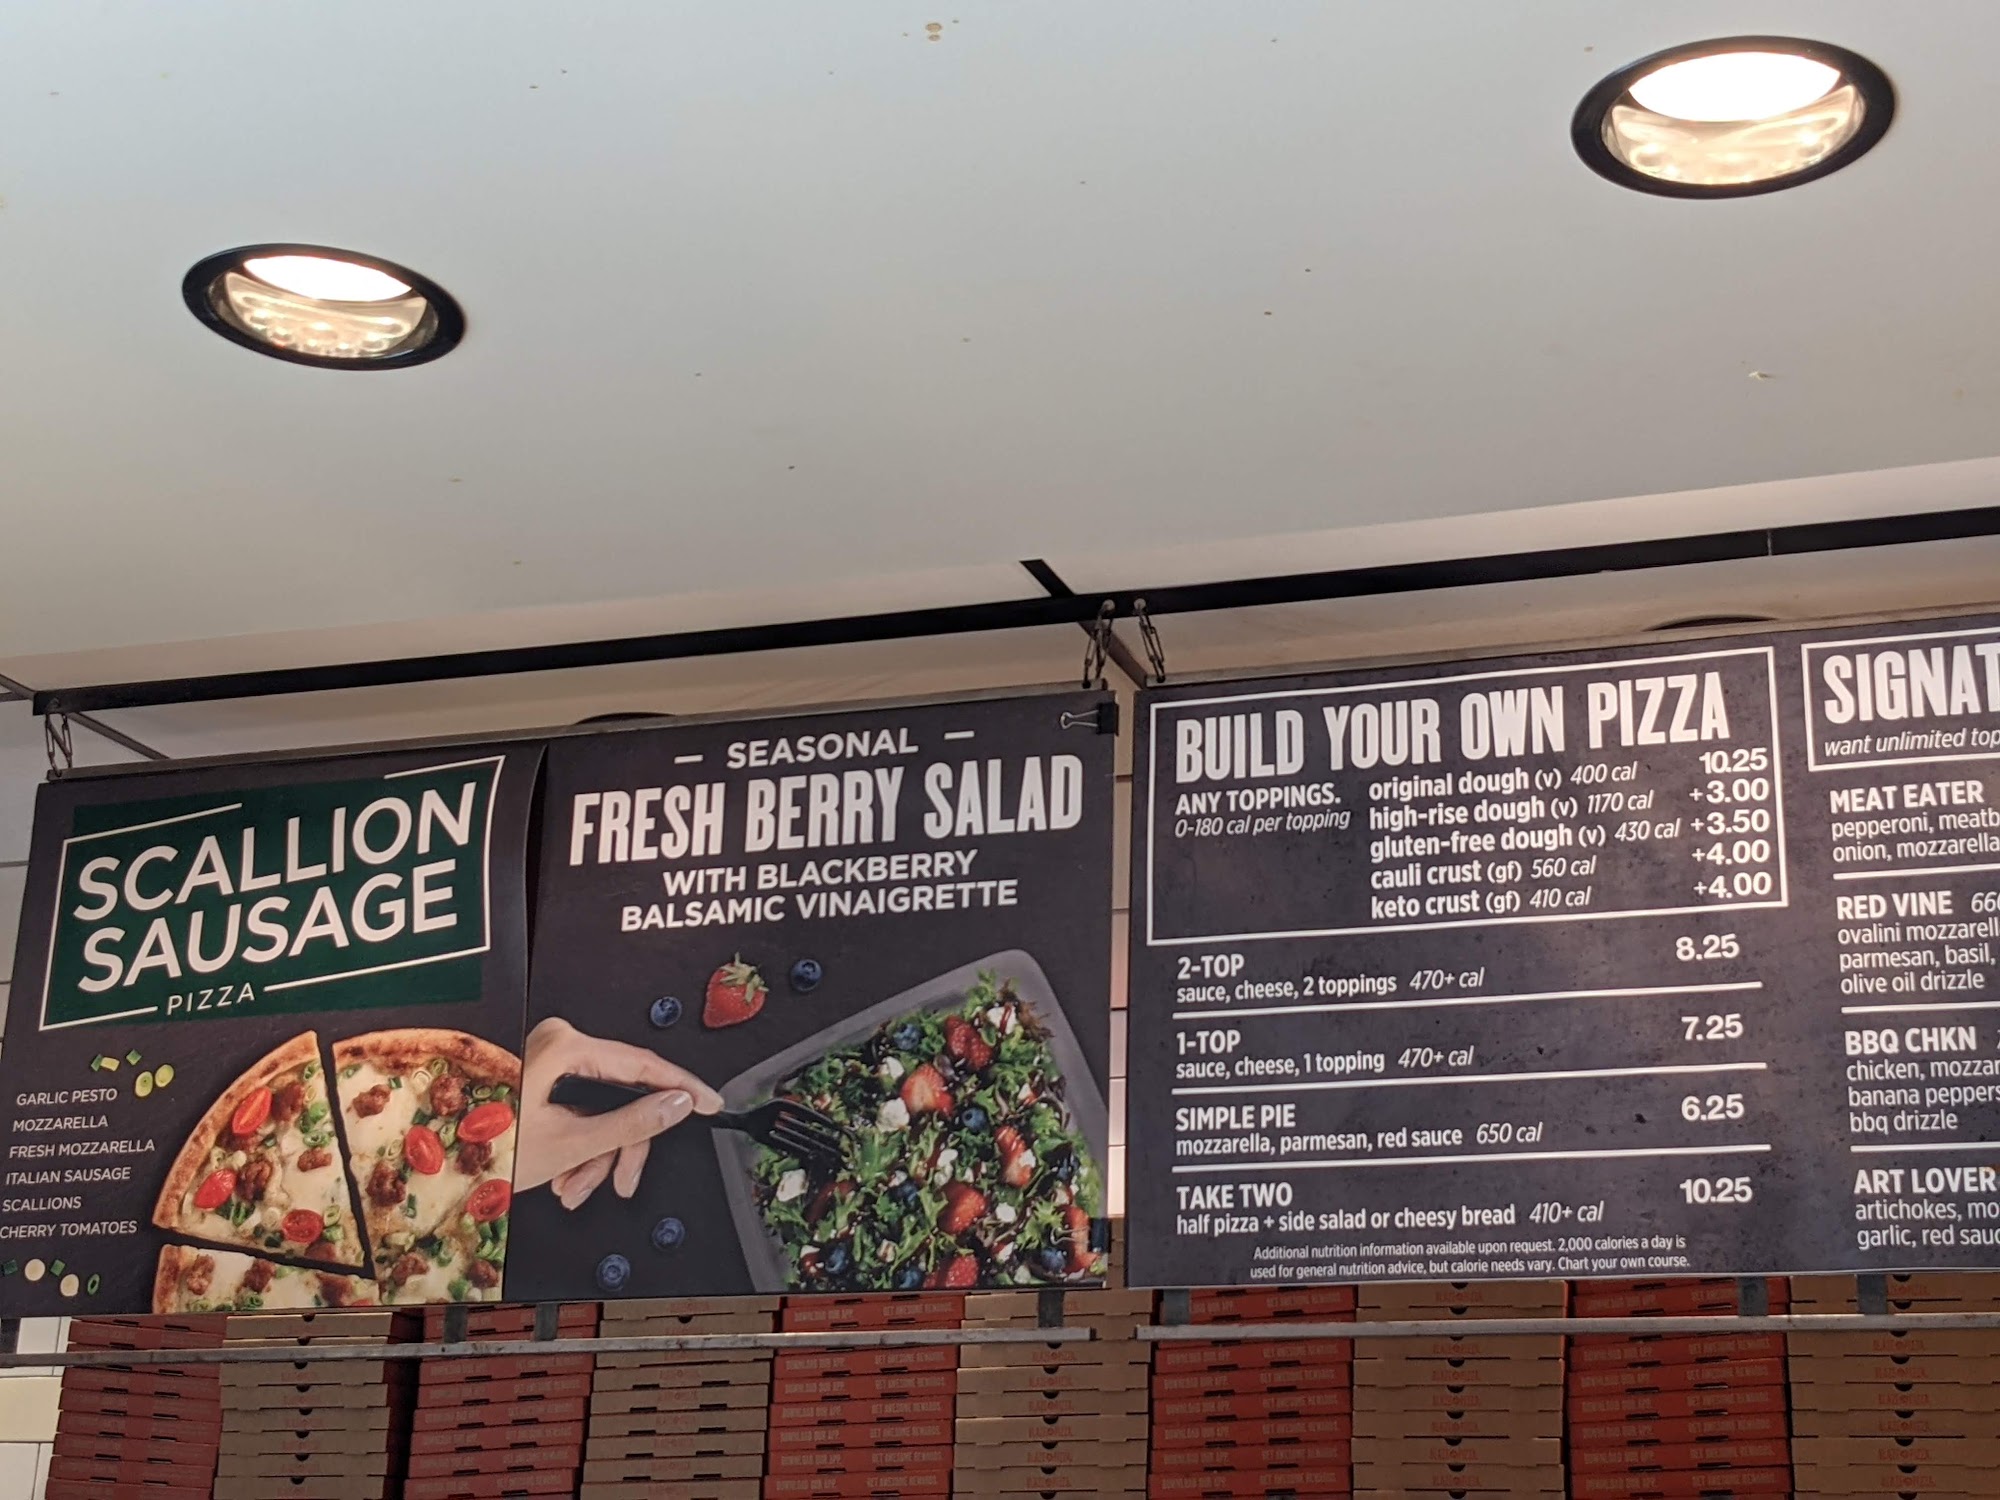 SCALLION
SAUSAGE
PIZZA
GARLIC PESTO
MOZZARELLA
FRESH MOZZARELLA
ITALIAN SAUSAGE
SCALLIONS
CHERRY TOMATOES
— SEASONAL —
FRESH BERRY SALAD
WITH BLACKBERRY
BALSAMIC VINAIGRETTE
BUILD YOUR OWN PIZZA
ANY TOPPINGS.
0-180 cal per topping
original dough (v) 400 cal 10.25
high-rise dough (v) 1170 cal +3.00
gluten-free dough (v) 430 cal +3.50
cauli crust (gf) 560 cal +4.00
keto crust (gf) 410 cal +4.00
2-TOP 8.25
sauce, cheese, 2 toppings 470+ cal
1-TOP 7.25
sauce, cheese, 1 topping 470+ cal
SIMPLE PIE 6.25
mozzarella, parmesan, red sauce 650 cal
TAKE TWO 10.25
half pizza + side salad or cheesy bread 410+ cal
Additional nutrition information available upon request. 2,000 calories a day is
used for general nutrition advice, but calorie needs vary. Chart your own course.
SIGNAT
want unlimited top
MEAT EATER
pepperoni, meatb
onion, mozzarella
RED VINE 660
ovalini mozzarell
parmesan, basil,
olive oil drizzle
BBQ CHKN
chicken, mozzar
banana peppers
bbq drizzle
ART LOVER
artichokes, mo
garlic, red sauc
DOWNLOAD OUR APP. GET AWESOME REWARDS.